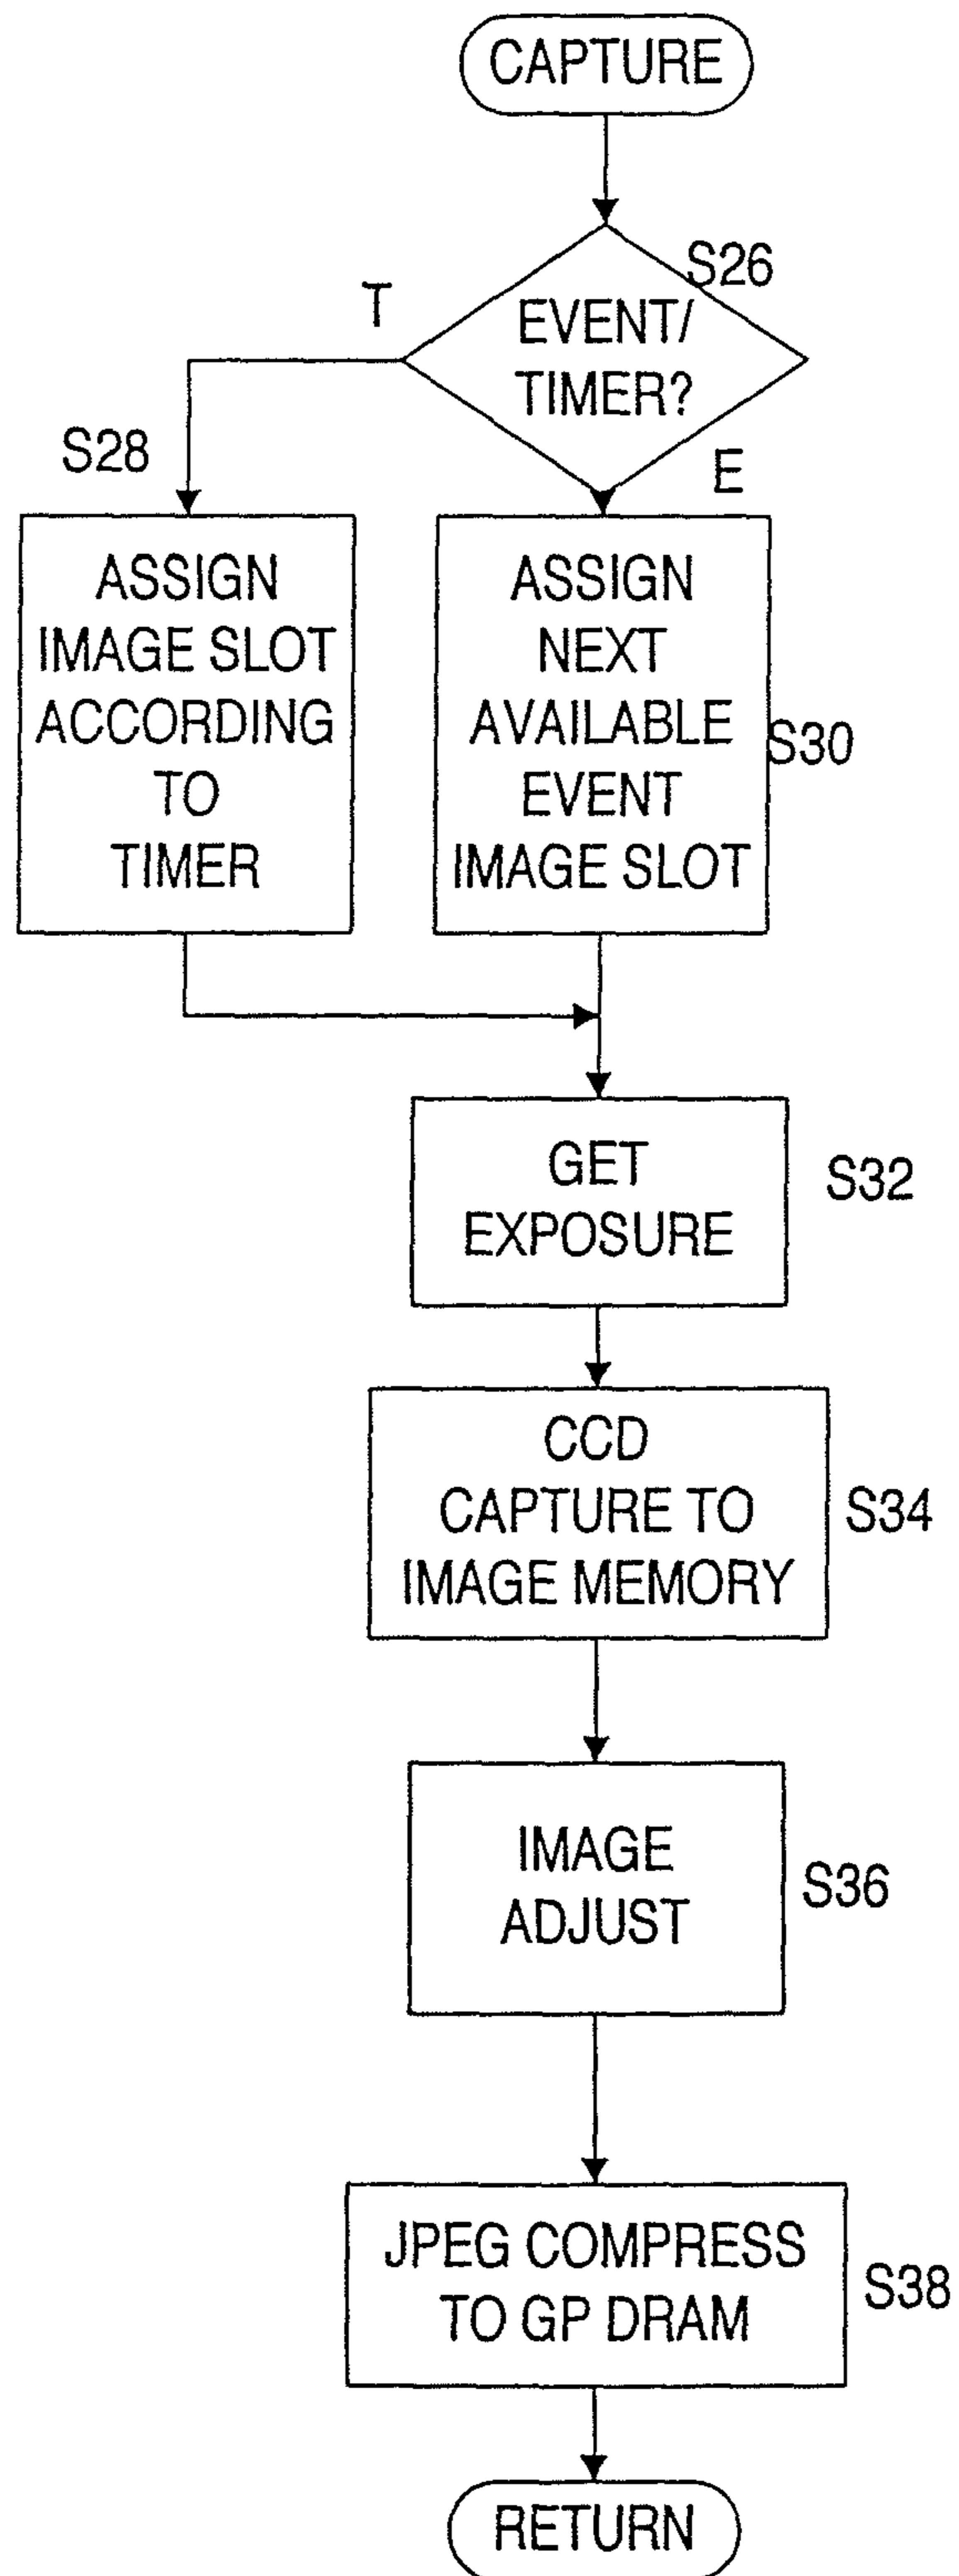 CAPTURE
S26
T
EVENT/
TIMER?
E
S28
ASSIGN
IMAGE SLOT
ACCORDING
TO
TIMER
ASSIGN
NEXT
AVAILABLE
EVENT
IMAGE SLOT
S30
GET
EXPOSURE
S32
CCD
CAPTURE TO
IMAGE MEMORY
S34
IMAGE
ADJUST
S36
JPEG COMPRESS
TO GP DRAM
S38
RETURN